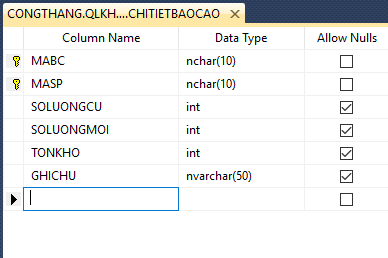 CONGTHANG.QLKH....CHITIETBAOCAO
Column Name Data Type Allow Nulls
MABC nchar(10)
MASP nchar(10)
SOLUONGCU int
SOLUONGMOI int
TONKHO int
GHICHU nvarchar(50)